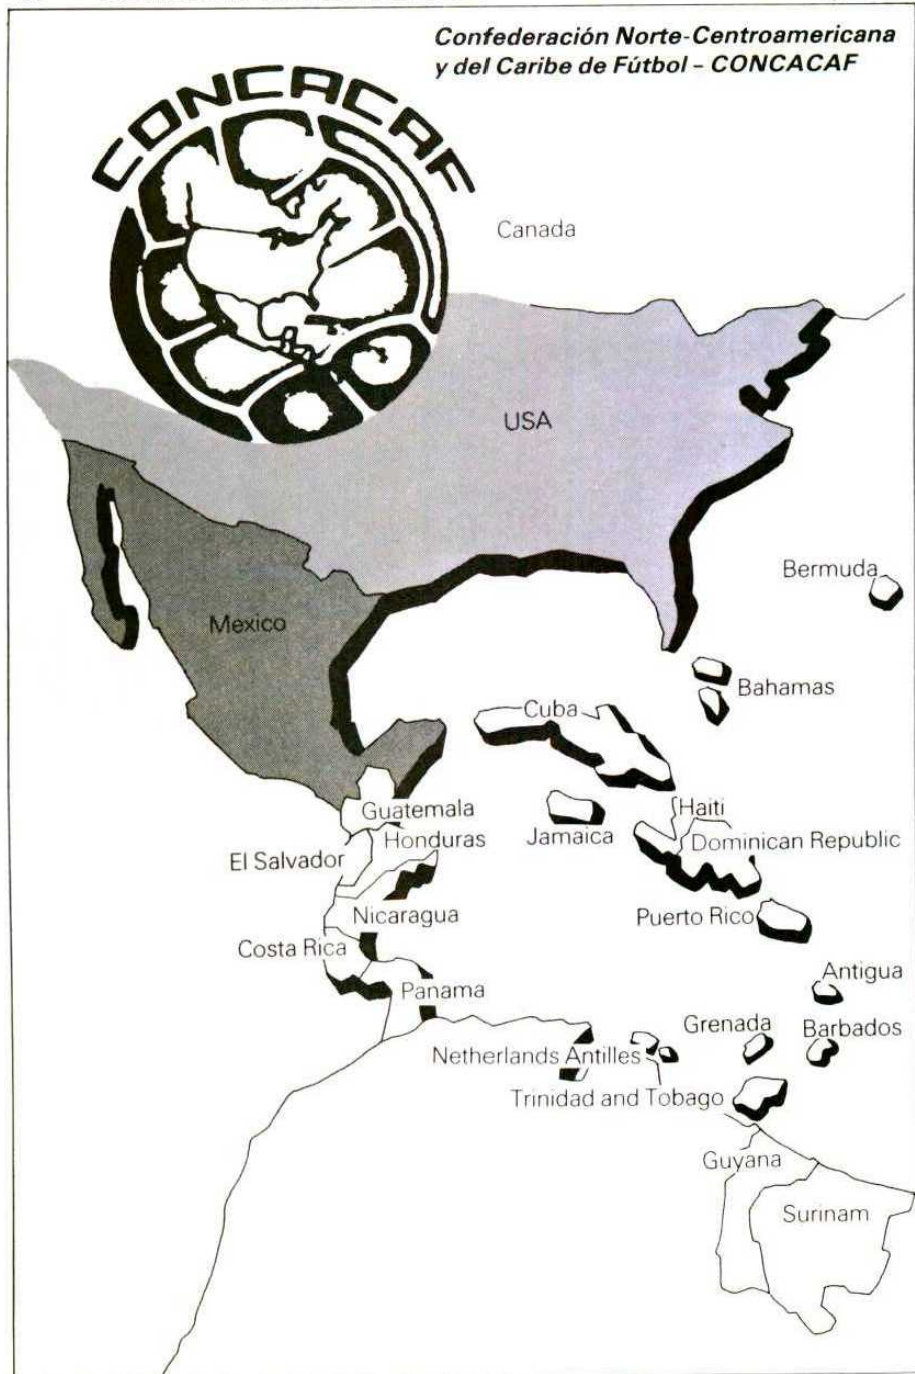 Confederación Norte-Centroamericana
y del Caribe de Fútbol – CONCACAF
CONCACAF
Canada
USA
Bermuda
Mexico
Bahamas
Cuba
Guatemala
Haiti
Honduras
Jamaica
Dominican Republic
El Salvador
Nicaragua
Puerto Rico
Costa Rica
Antigua
Panama
Grenada
Barbados
Netherlands Antilles
Trinidad and Tobago
Guyana
Surinam